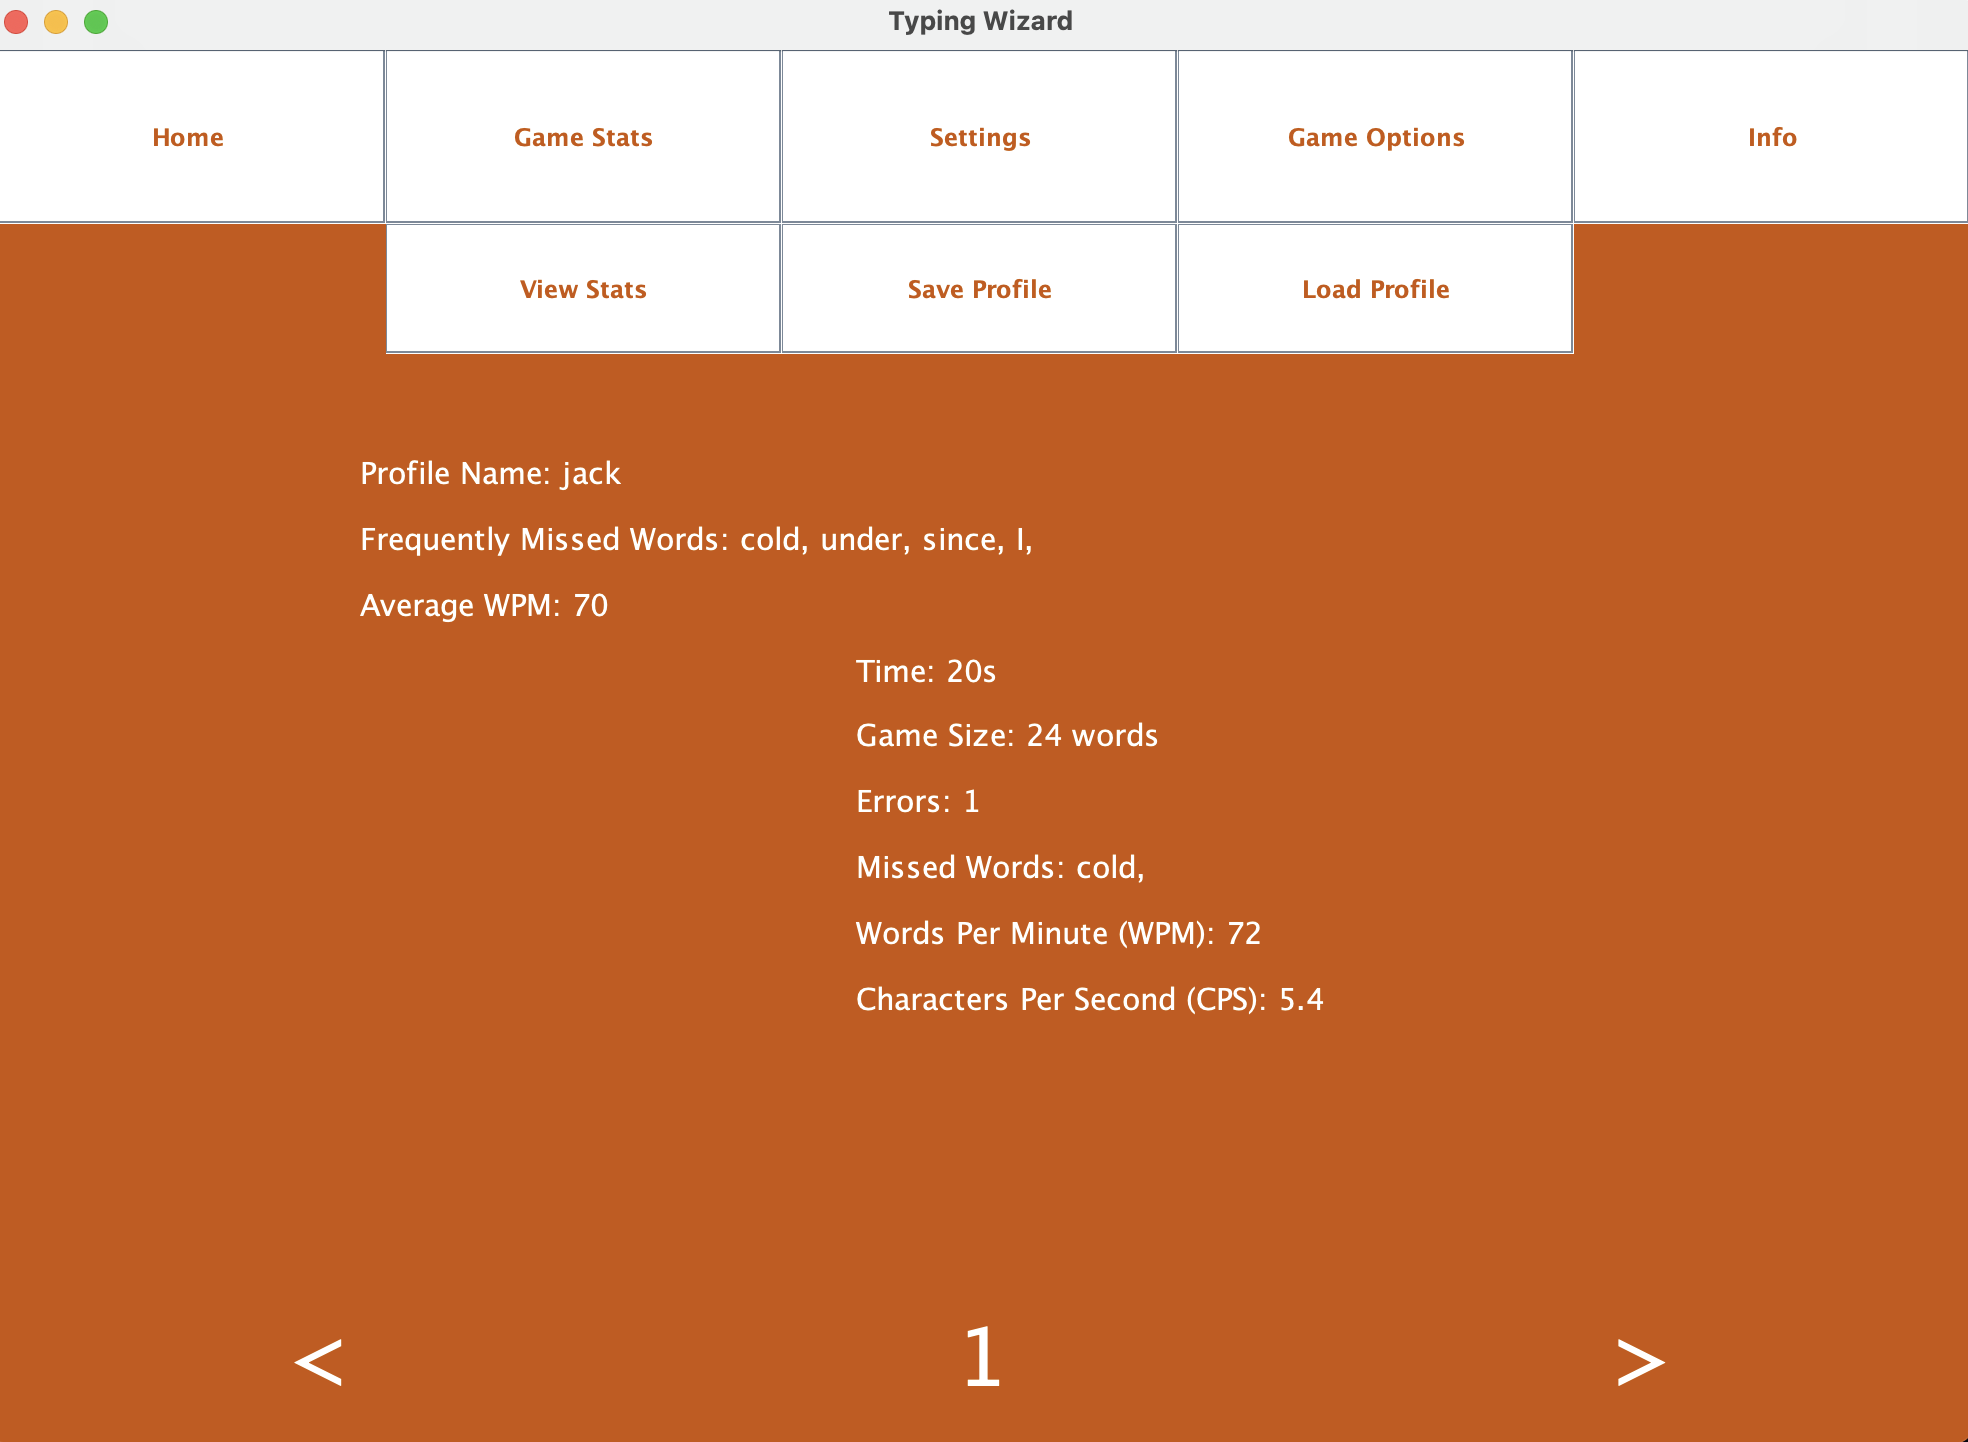 Typing Wizard
Home Game Stats Settings Game Options Info
View Stats Save Profile Load Profile
Profile Name: jack
Frequently Missed Words: cold, under, since, I,
Average WPM: 70
Time: 20s
Game Size: 24 words
Errors: 1
Missed Words: cold,
Words Per Minute (WPM): 72
Characters Per Second (CPS): 5.4
< 1 >